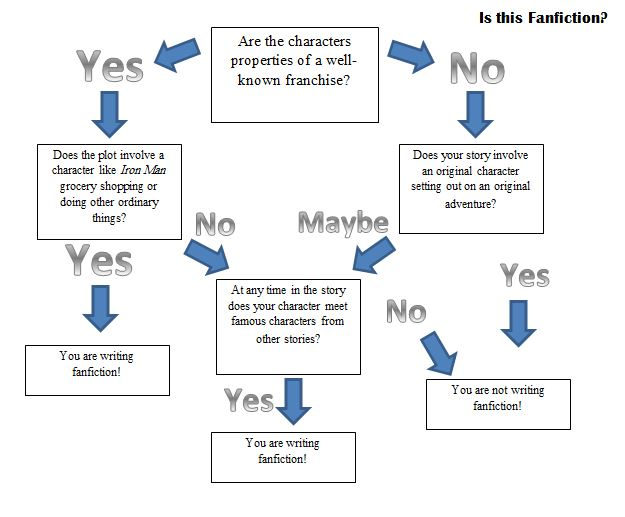 Is this Fanfiction?
Are the characters
properties of a well-
known franchise?
Yes
No
Does the plot involve a
character like Iron Man
grocery shopping or
doing other ordinary
things?
Does your story involve
an original character
setting out on an original
adventure?
No
Maybe
Yes
Yes
At any time in the story
does your character meet
famous characters from
other stories?
No
You are writing
fanfiction!
You are not writing
fanfiction!
Yes
You are writing
fanfiction!